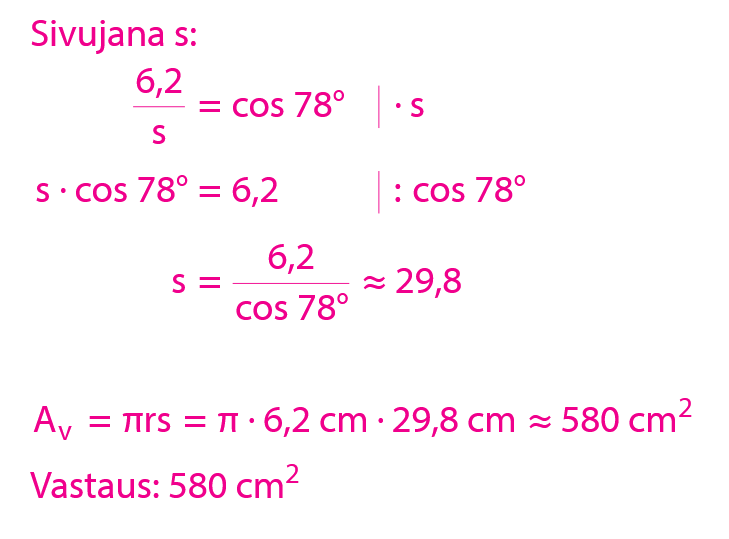 Sivujana s:
6,2/s = cos 78° | · s
s · cos 78° = 6,2 | : cos 78°
s = 6,2/cos 78° ≈ 29,8
Aᵥ = πrs = π · 6,2 cm · 29,8 cm ≈ 580 cm²
Vastaus: 580 cm²